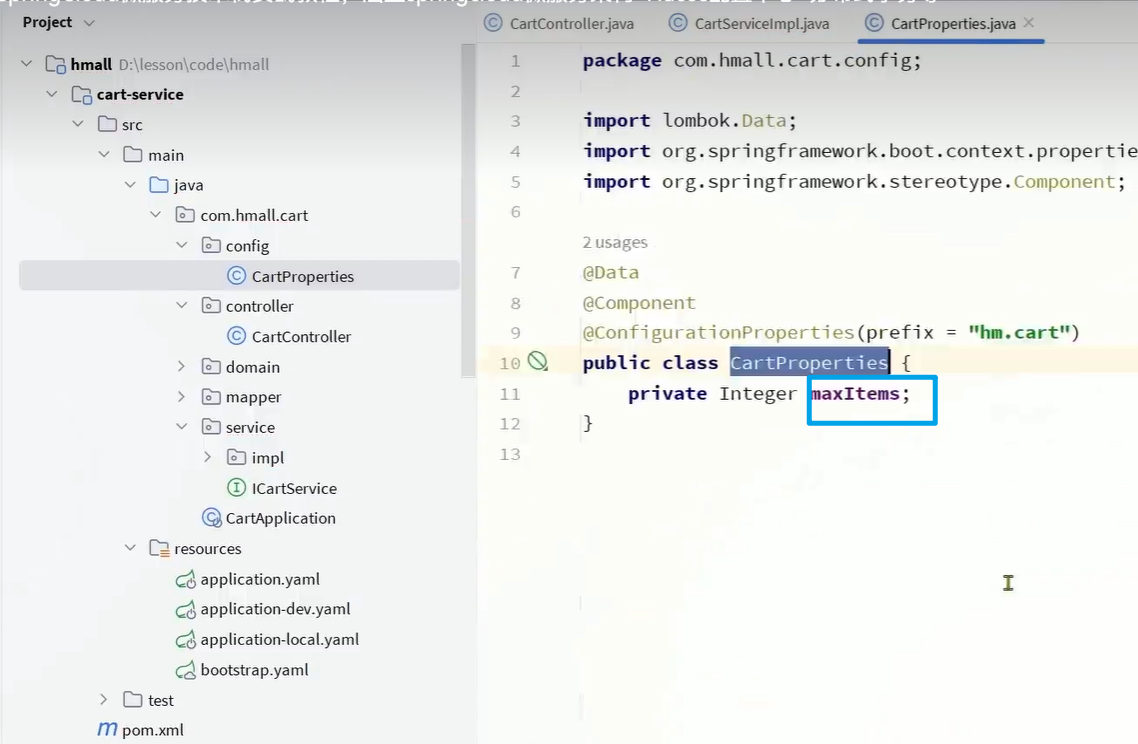 Project
hmall D:\lesson\code\hmall
cart-service
src
main
java
com.hmall.cart
config
CartProperties
controller
CartController
domain
mapper
service
impl
ICartService
CartApplication
resources
application.yaml
application-dev.yaml
application-local.yaml
bootstrap.yaml
test
pom.xml
CartController.java CartServiceImpl.java CartProperties.java
1 package com.hmall.cart.config;
2
3 import lombok.Data;
4 import org.springframework.boot.context.propertie
5 import org.springframework.stereotype.Component;
6
2 usages
7 @Data
8 @Component
9 @ConfigurationProperties(prefix = "hm.cart")
10 public class CartProperties {
11 private Integer maxItems;
12 }
13